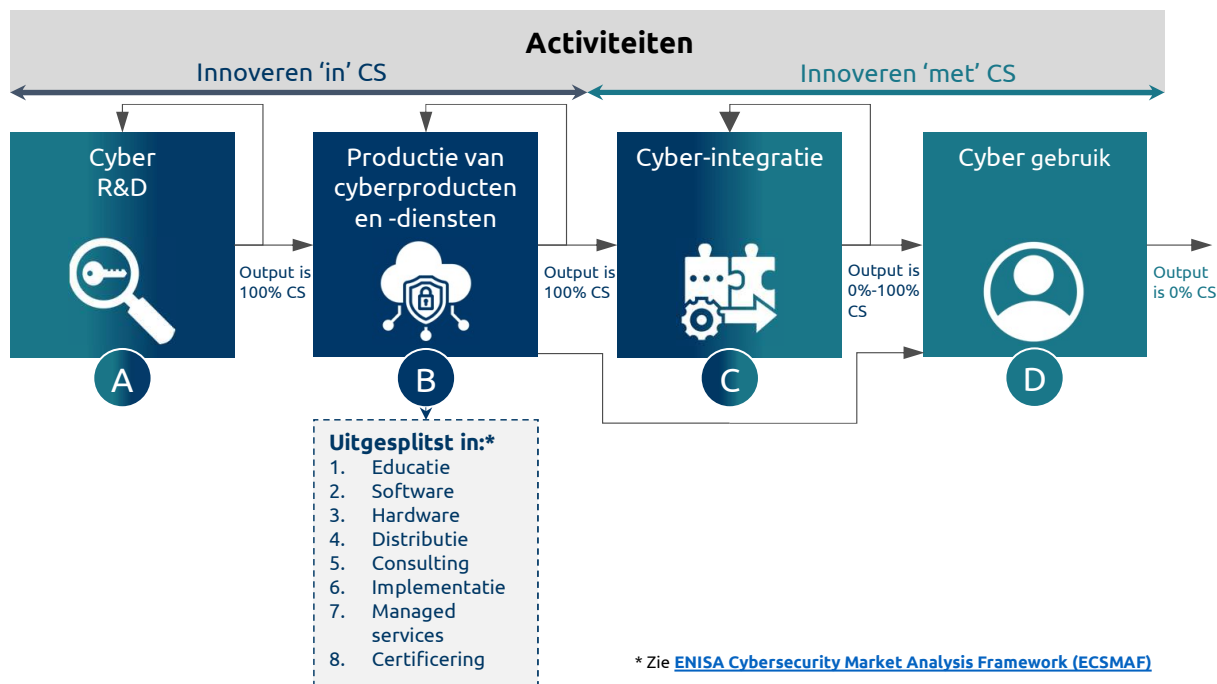 Activiteiten
Innoveren ‘in’ CS
Innoveren ‘met’ CS
Cyber
R&D
Output is
100% CS
A
Productie van
cyberproducten
en -diensten
Output is
100% CS
B
Cyber-integratie
Output is
0%-100%
CS
C
Cyber gebruik
Output
is 0% CS
D
Uitgesplitst in:*
1. Educatie
2. Software
3. Hardware
4. Distributie
5. Consulting
6. Implementatie
7. Managed
services
8. Certificering
* Zie ENISA Cybersecurity Market Analysis Framework (ECSMAF)